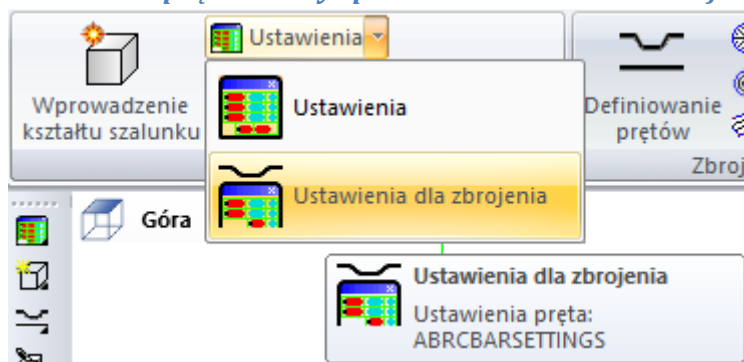 Ustawienia
Wprowadzenie
kształtu szalunku
Ustawienia
Ustawienia dla zbrojenia
Definiowanie
prętów
Góra
Ustawienia dla zbrojenia
Ustawienia pręta:
ABRCBARSETTINGS